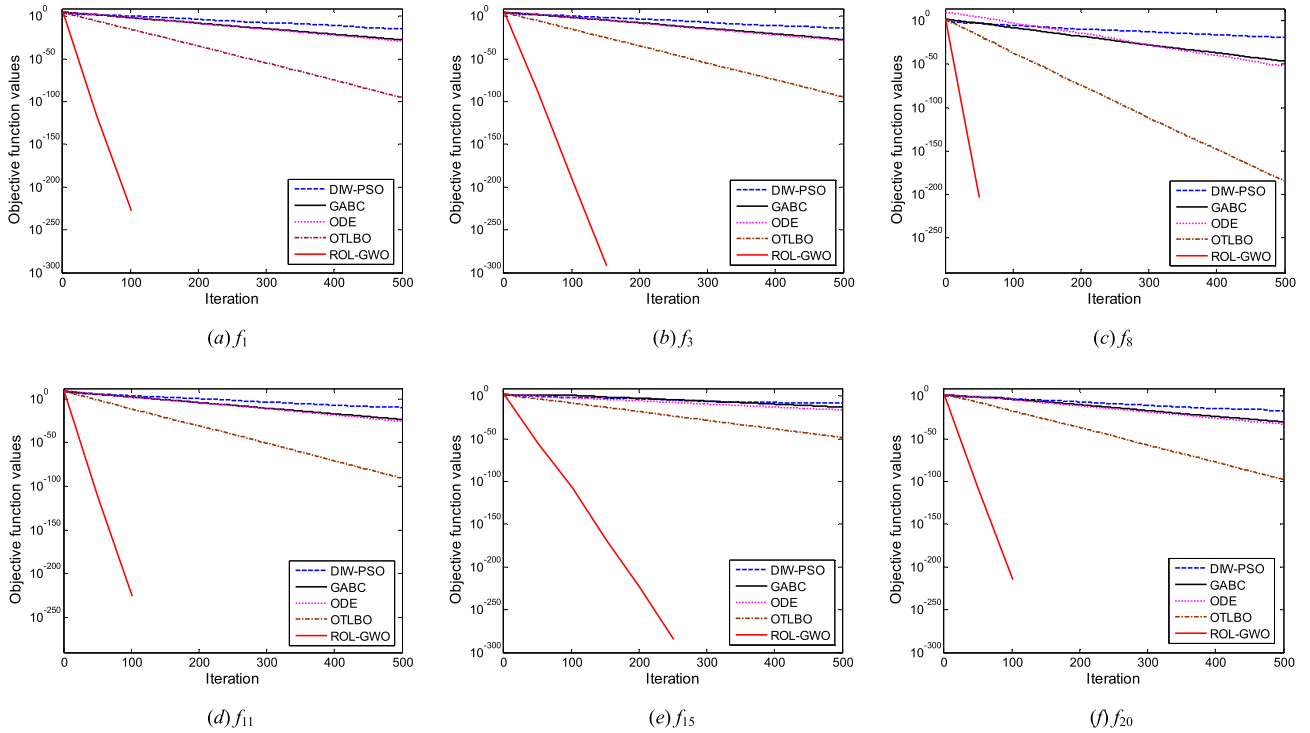 Objective function values
10^0
10^-50
10^-100
10^-150
10^-200
10^-250
10^-300
0 100 200 300 400 500
Iteration
DIW-PSO
GABC
ODE
OTLBO
ROL-GWO
(a) f1
Objective function values
10^0
10^-50
10^-100
10^-150
10^-200
10^-250
10^-300
0 100 200 300 400 500
Iteration
DIW-PSO
GABC
ODE
OTLBO
ROL-GWO
(b) f3
Objective function values
10^0
10^-50
10^-100
10^-150
10^-200
10^-250
0 100 200 300 400 500
Iteration
DIW-PSO
GABC
ODE
OTLBO
ROL-GWO
(c) f8
Objective function values
10^0
10^-50
10^-100
10^-150
10^-200
10^-250
0 100 200 300 400 500
Iteration
DIW-PSO
GABC
ODE
OTLBO
ROL-GWO
(d) f11
Objective function values
10^0
10^-50
10^-100
10^-150
10^-200
10^-250
10^-300
0 100 200 300 400 500
Iteration
DIW-PSO
GABC
ODE
OTLBO
ROL-GWO
(e) f15
Objective function values
10^0
10^-50
10^-100
10^-150
10^-200
10^-250
10^-300
0 100 200 300 400 500
Iteration
DIW-PSO
GABC
ODE
OTLBO
ROL-GWO
(f) f20